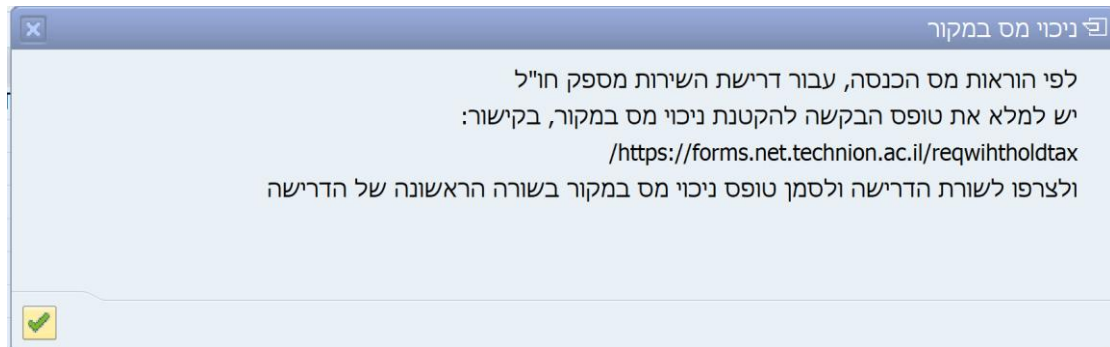 ניכוי מס במקור
לפי הוראות מס הכנסה, עבור דרישת השירות מספק חו"ל
יש למלא את טופס הבקשה להקטנת ניכוי מס במקור, בקישור:
https://forms.net.technion.ac.il/reqwihtholdtax/
ולצרפו לשורת הדרישה ולסמן טופס ניכוי מס במקור בשורה הראשונה של הדרישה